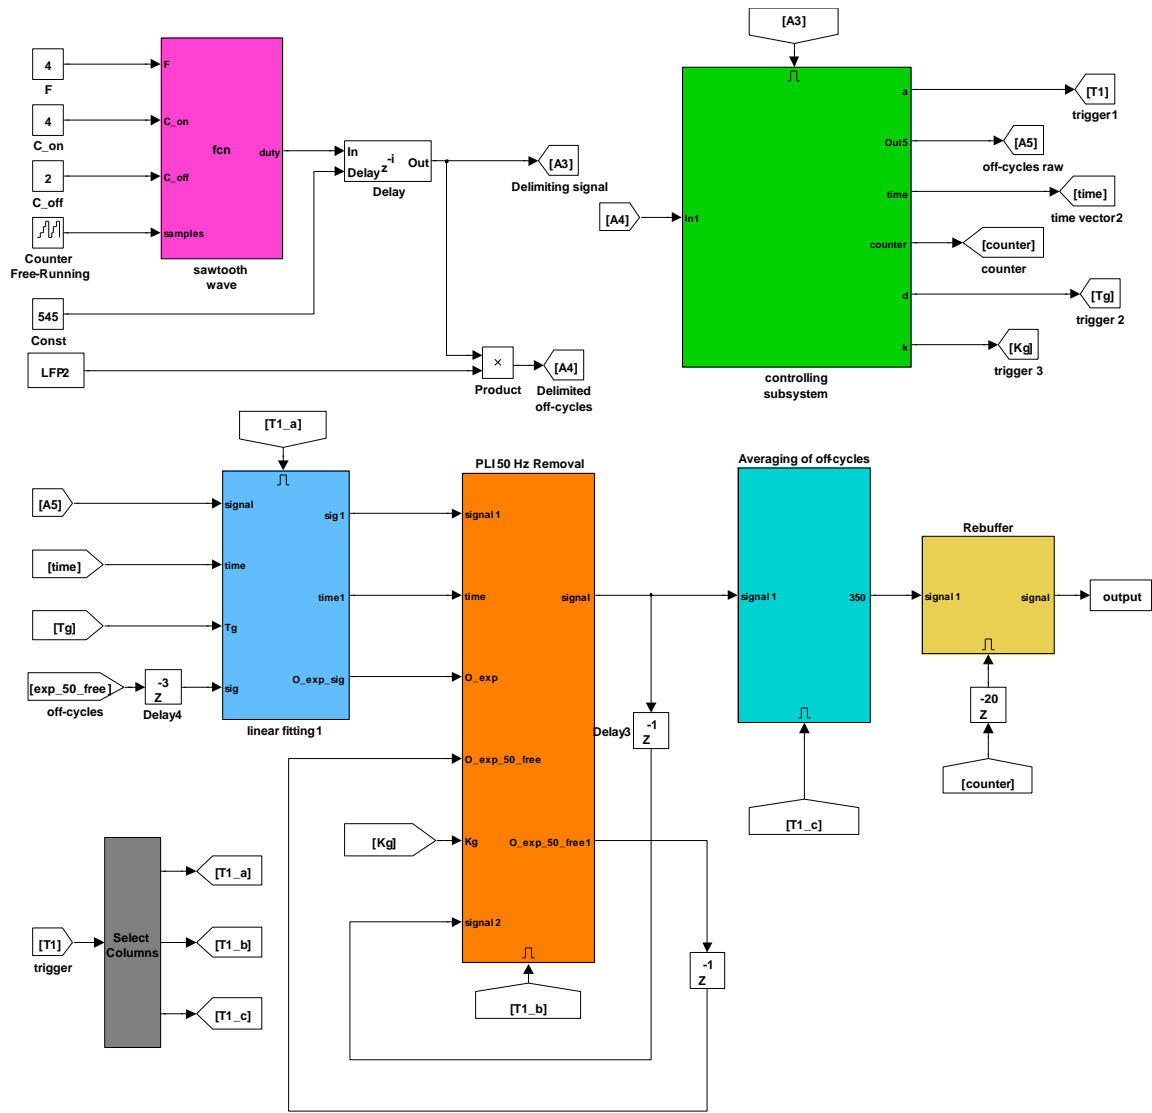 [A3]
4
F
F
4
C_on
C_on
fcn
duty
2
C_off
C_off
samples
Counter
Free-Running
sawtooth
wave
545
Const
LFP2
In
Delay
z
-i
Out
Delay
[A3]
Delimiting signal
×
Product
[A4]
Delimited
off-cycles
[A4]
In1
a
Out5
time
counter
d
k
controlling
subsystem
[T1]
trigger1
[A5]
off-cycles raw
[time]
time vector2
[counter]
counter
[Tg]
trigger 2
[Kg]
trigger 3
[T1_a]
[A5]
signal
[time]
time
[Tg]
Tg
[exp_50_free]
off-cycles
-3
Z
Delay4
sig
sig1
time1
O_exp_sig
linear fitting1
PLI 50 Hz Removal
signal 1
time
signal
O_exp
O_exp_50_free
[Kg]
Kg
O_exp_50_free1
signal 2
[T1_b]
Delay3
-1
Z
-1
Z
Averaging of off-cycles
signal 1
350
[T1_c]
Rebuffer
signal 1
signal
output
-20
Z
[counter]
[T1]
trigger
Select
Columns
[T1_a]
[T1_b]
[T1_c]